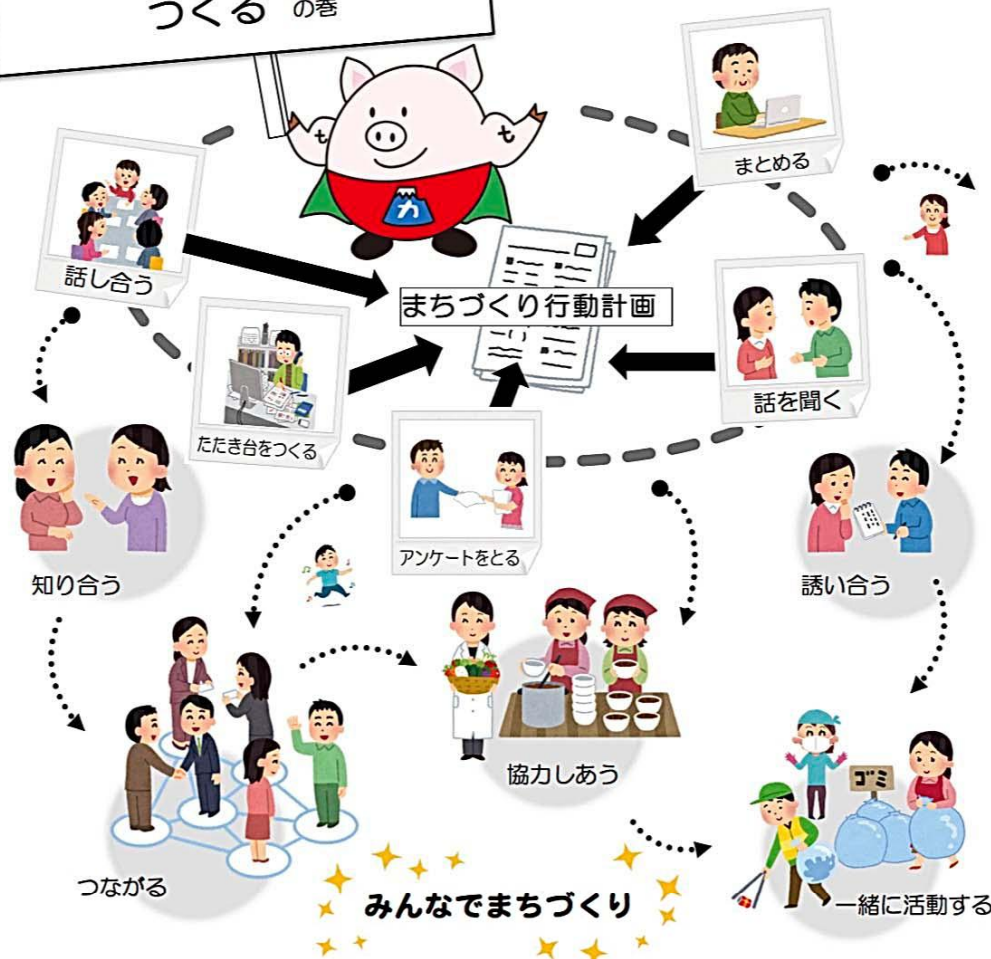 つくる の巻
t t
力
まとめる
話し合う
まちづくり行動計画
話を聞く
たたき台をつくる
アンケートをとる
知り合う
誘い合う
協力しあう
ゴミ
つながる
一緒に活動する
みんなでまちづくり